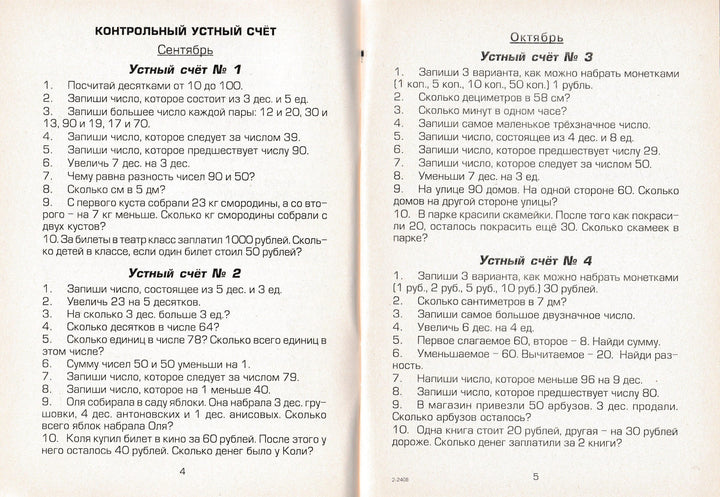 КОНТРОЛЬНЫЙ УСТНЫЙ СЧЁТ
Сентябрь
Устный счёт № 1
1. Посчитай десятками от 10 до 100.
2. Запиши число, которое состоит из 3 дес. и 5 ед.
3. Запиши большее число каждой пары: 12 и 20, 30 и
13, 90 и 19, 17 и 70.
4. Запиши число, которое следует за числом 39.
5. Запиши число, которое предшествует числу 90.
6. Увеличь 7 дес. на 3 дес.
7. Чему равна разность чисел 90 и 50?
8. Сколько см в 5 дм?
9. С первого куста собрали 23 кг смородины, а со вто-
рого – на 7 кг меньше. Сколько кг смородины собрали с
двух кустов?
10. За билеты в театр класс заплатил 1000 рублей. Сколь-
ко детей в классе, если один билет стоил 50 рублей?
Устный счёт № 2
1. Запиши число, состоящее из 5 дес. и 3 ед.
2. Увеличь 23 на 5 десятков.
3. На сколько 3 дес. больше 3 ед.?
4. Сколько десятков в числе 64?
5. Сколько единиц в числе 78? Сколько всего единиц в
этом числе?
6. Сумму чисел 50 и 50 уменьши на 1.
7. Запиши число, которое следует за числом 79.
8. Запиши число, которое на 1 меньше 40.
9. Оля собирала в саду яблоки. Она набрала 3 дес. гру-
шовки, 4 дес. антоновских и 1 дес. анисовых. Сколько
всего яблок набрала Оля?
10. Коля купил билет в кино за 60 рублей. После этого у
него осталось 40 рублей. Сколько денег было у Коли?
4
Октябрь
Устный счёт № 3
1. Запиши 3 варианта, как можно набрать монетками
(1 коп., 5 коп., 10 коп., 50 коп.) 1 рубль.
2. Сколько дециметров в 58 см?
3. Сколько минут в одном часе?
4. Запиши самое маленькое трёхзначное число.
5. Запиши число, состоящее из 4 дес. и 8 ед.
6. Запиши число, которое предшествует числу 29.
7. Запиши число, которое следует за числом 50.
8. Уменьши 7 дес. на 3 ед.
9. На улице 90 домов. На одной стороне 60. Сколько
домов на другой стороне улицы?
10. В парке красили скамейки. После того как покраси-
ли 20, осталось покрасить ещё 30. Сколько скамеек в
парке?
Устный счёт № 4
1. Запиши 3 варианта, как можно набрать монетками
(1 руб., 2 руб., 5 руб., 10 руб.) 30 рублей.
2. Сколько сантиметров в 7 дм?
3. Запиши самое большое двузначное число.
4. Увеличь 6 дес. на 4 ед.
5. Первое слагаемое 60, второе – 8. Найди сумму.
6. Уменьшаемое – 60. Вычитаемое – 20. Найди раз-
ность.
7. Напиши число, которое меньше 96 на 9 дес.
8. Запиши число, которое предшествует числу 80.
9. В магазин привезли 50 арбузов. 3 дес. продали.
Сколько арбузов осталось?
10. Одна книга стоит 20 рублей, другая – на 30 рублей
дороже. Сколько денег заплатили за 2 книги?
2-2408
5